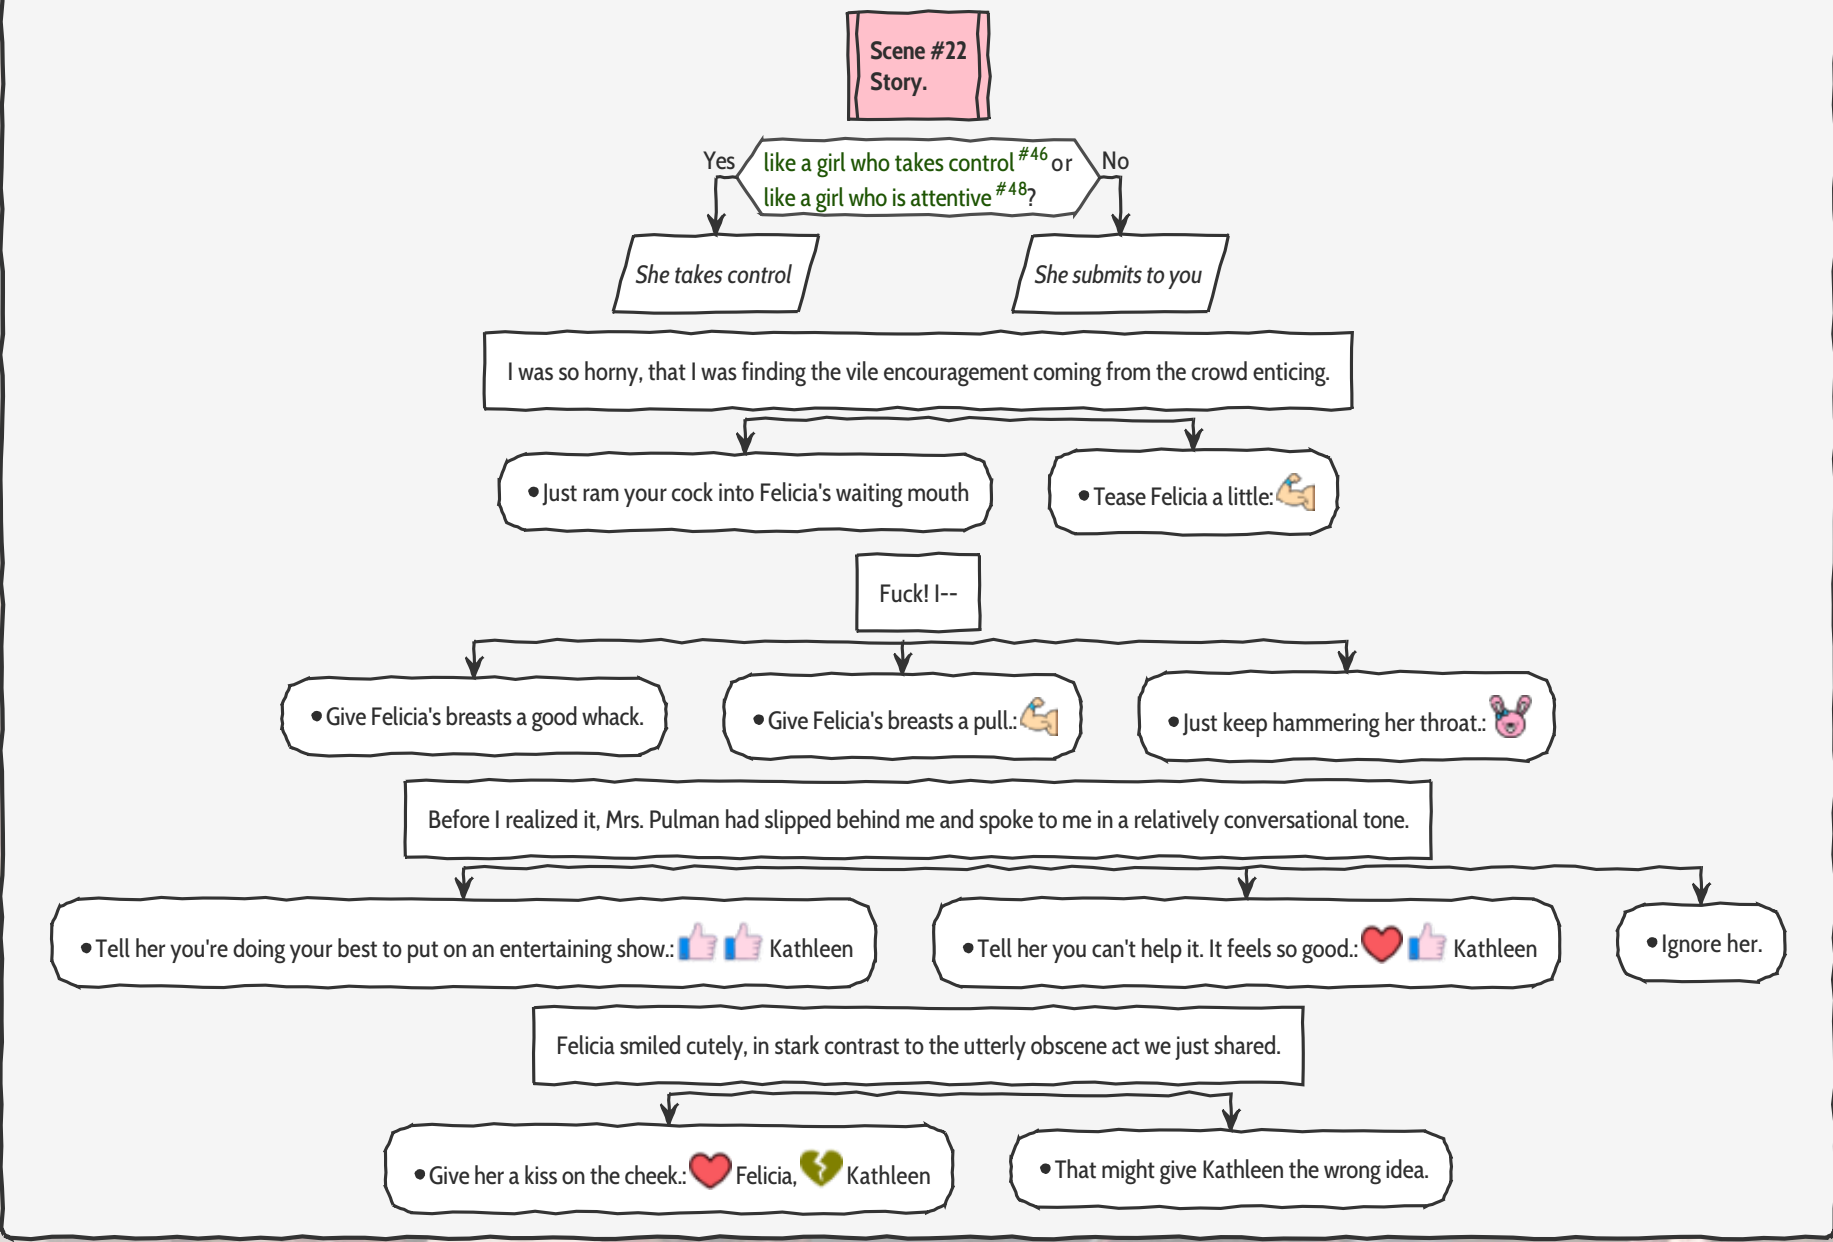 Scene #22
Story.
Yes
like a girl who takes control #46 or
No
like a girl who is attentive #48?
She takes control
She submits to you
I was so horny, that I was finding the vile encouragement coming from the crowd enticing.
•Just ram your cock into Felicia's waiting mouth
•Tease Felicia a little:
Fuck! I--
•Give Felicia's breasts a good whack.
•Give Felicia's breasts a pull.:
•Just keep hammering her throat.:
Before I realized it, Mrs. Pulman had slipped behind me and spoke to me in a relatively conversational tone.
•Tell her you're doing your best to put on an entertaining show.: Kathleen
•Tell her you can't help it. It feels so good.: Kathleen
•Ignore her.
Felicia smiled cutely, in stark contrast to the utterly obscene act we just shared.
•Give her a kiss on the cheek.: Felicia, Kathleen
•That might give Kathleen the wrong idea.